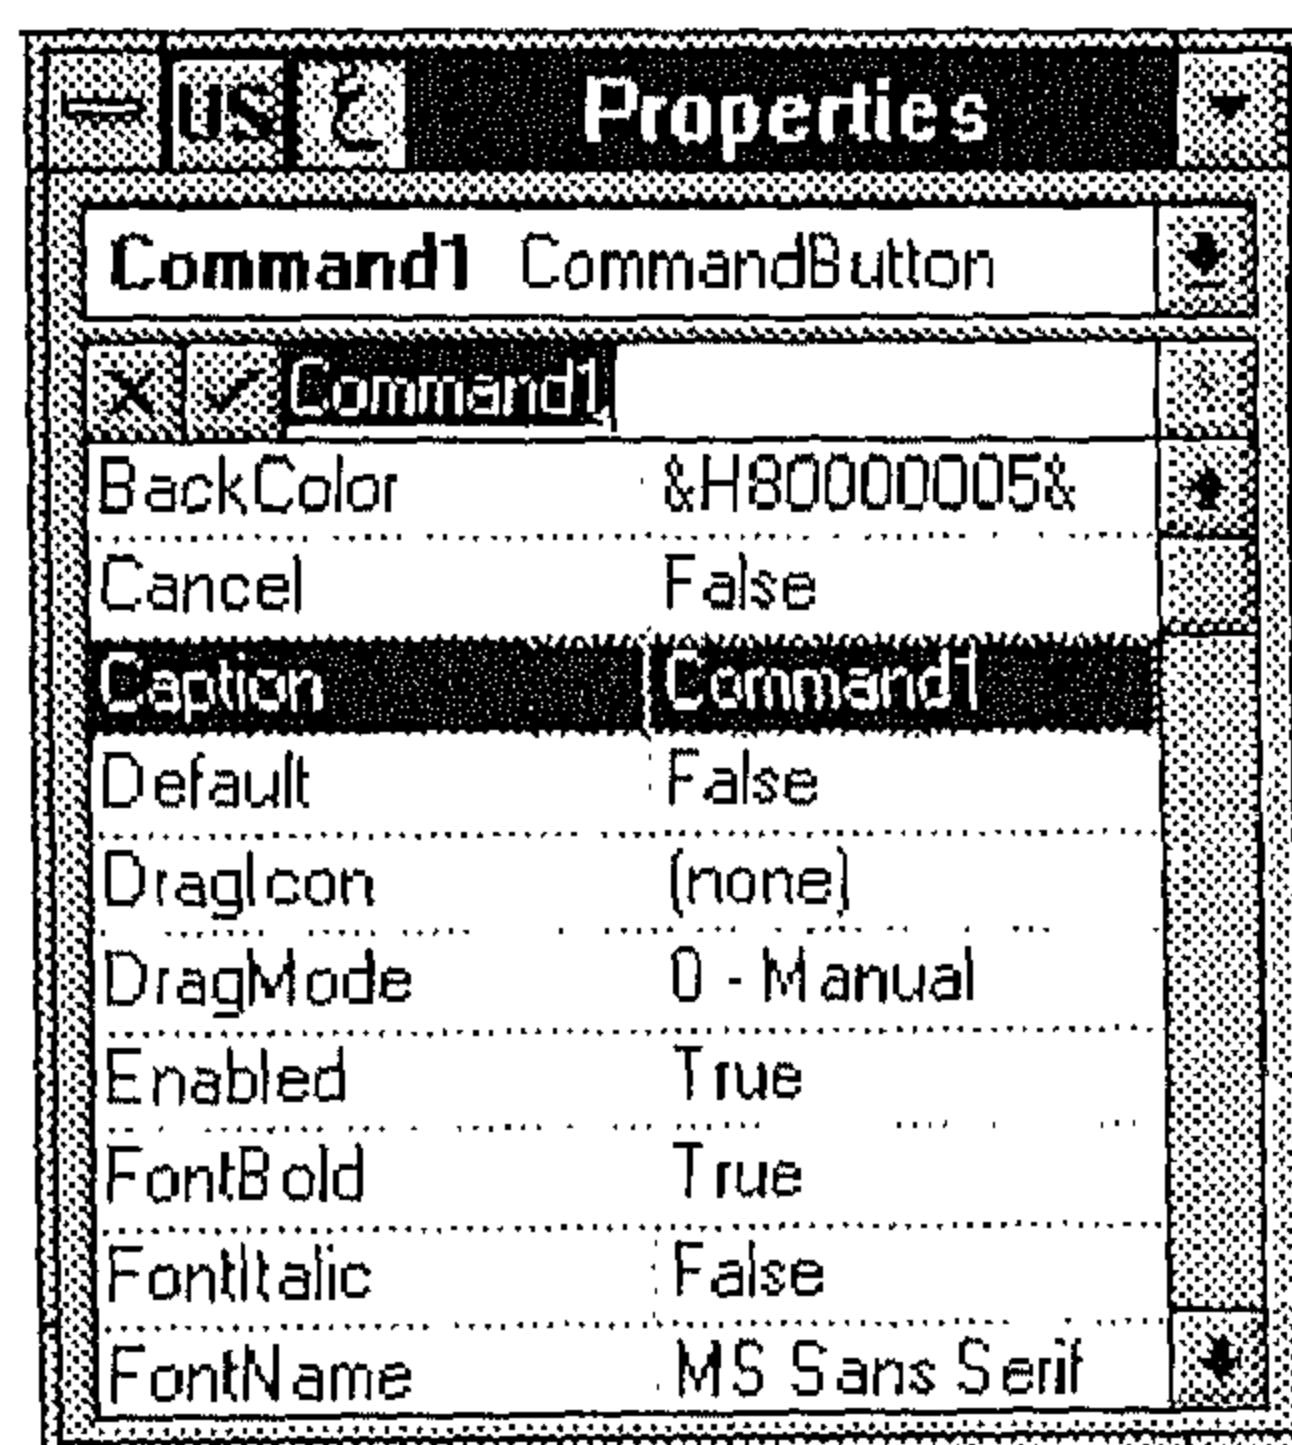 US ع Properties
Command1 CommandButton
Command1
BackColor &H80000005&
Cancel False
Caption Command1
Default False
DragIcon (none)
DragMode 0 - Manual
Enabled True
FontBold True
FontItalic False
FontName MS Sans Serif